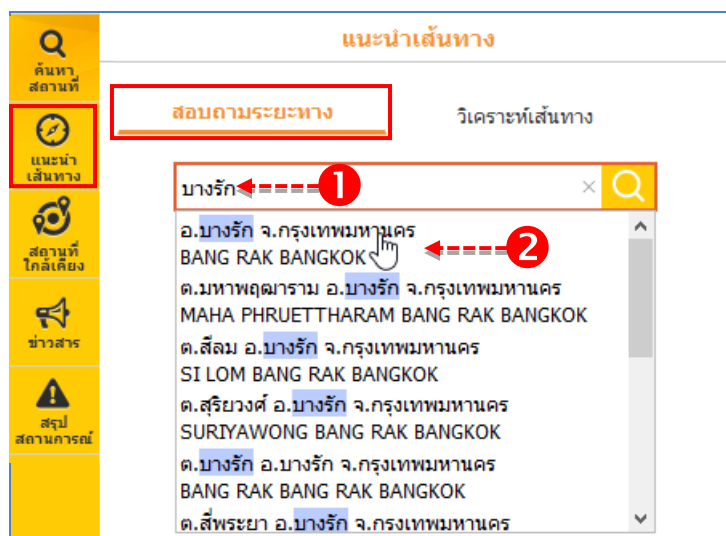 แนะนำเส้นทาง
ค้นหา
สถานที่
แนะนำ
เส้นทาง
สถานที่
ใกล้เคียง
ข่าวสาร
สรุป
สถานการณ์
สอบถามระยะทาง
วิเคราะห์เส้นทาง
บางรัก
1
×
อ.บางรัก จ.กรุงเทพมหานคร
BANG RAK BANGKOK
2
ต.มหาพฤฒาราม อ.บางรัก จ.กรุงเทพมหานคร
MAHA PHRUETTHARAM BANG RAK BANGKOK
ต.สีลม อ.บางรัก จ.กรุงเทพมหานคร
SI LOM BANG RAK BANGKOK
ต.สุริยวงศ์ อ.บางรัก จ.กรุงเทพมหานคร
SURIYAWONG BANG RAK BANGKOK
ต.บางรัก อ.บางรัก จ.กรุงเทพมหานคร
BANG RAK BANG RAK BANGKOK
ต.สี่พระยา อ.บางรัก จ.กรุงเทพมหานคร